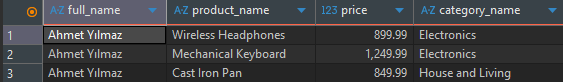 A-Z full_name A-Z product_name 123 price A-Z category_name
1 Ahmet Yılmaz Wireless Headphones 899.99 Electronics
2 Ahmet Yılmaz Mechanical Keyboard 1,249.99 Electronics
3 Ahmet Yılmaz Cast Iron Pan 849.99 House and Living